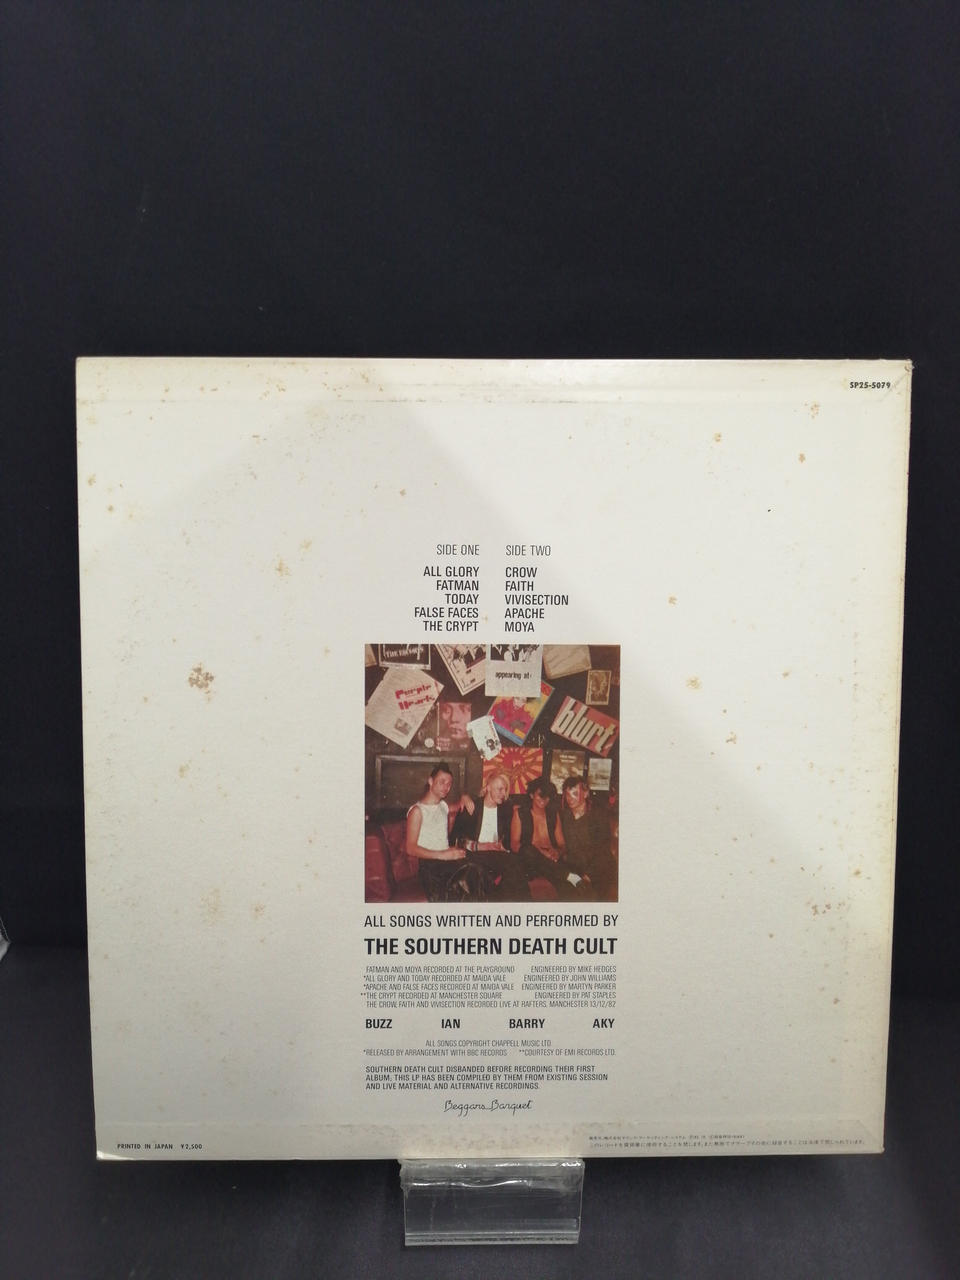 SP25-5079
SIDE ONE
ALL GLORY
FATMAN
TODAY
FALSE FACES
THE CRYPT
SIDE TWO
CROW
FAITH
VIVISECTION
APACHE
MOYA
appearing at
Purple
Hearts
blurt
ALL SONGS WRITTEN AND PERFORMED BY
THE SOUTHERN DEATH CULT
FATMAN AND MOYA RECORDED AT THE PLAYGROUND ENGINEERED BY MIKE HEDGES
*ALL GLORY AND TODAY RECORDED AT MAIDA VALE ENGINEERED BY JOHN WILLIAMS
*APACHE AND FALSE FACES RECORDED AT MAIDA VALE ENGINEERED BY MARTYN PARKER
**THE CRYPT RECORDED AT MANCHESTER SQUARE ENGINEERED BY PAT STAPLES
THE CROW, FAITH AND VIVISECTION RECORDED LIVE AT RAFTERS, MANCHESTER 13/12/82
BUZZ IAN BARRY AKY
ALL SONGS COPYRIGHT CHAPPELL MUSIC LTD.
*RELEASED BY ARRANGEMENT WITH BBC RECORDS **COURTESY OF EMI RECORDS LTD.
SOUTHERN DEATH CULT DISBANDED BEFORE RECORDING THEIR FIRST
ALBUM, THIS LP HAS BEEN COMPILED BY THEM FROM EXISTING SESSION
AND LIVE MATERIAL AND ALTERNATIVE RECORDINGS.
Beggars Banquet
PRINTED IN JAPAN ¥2,500